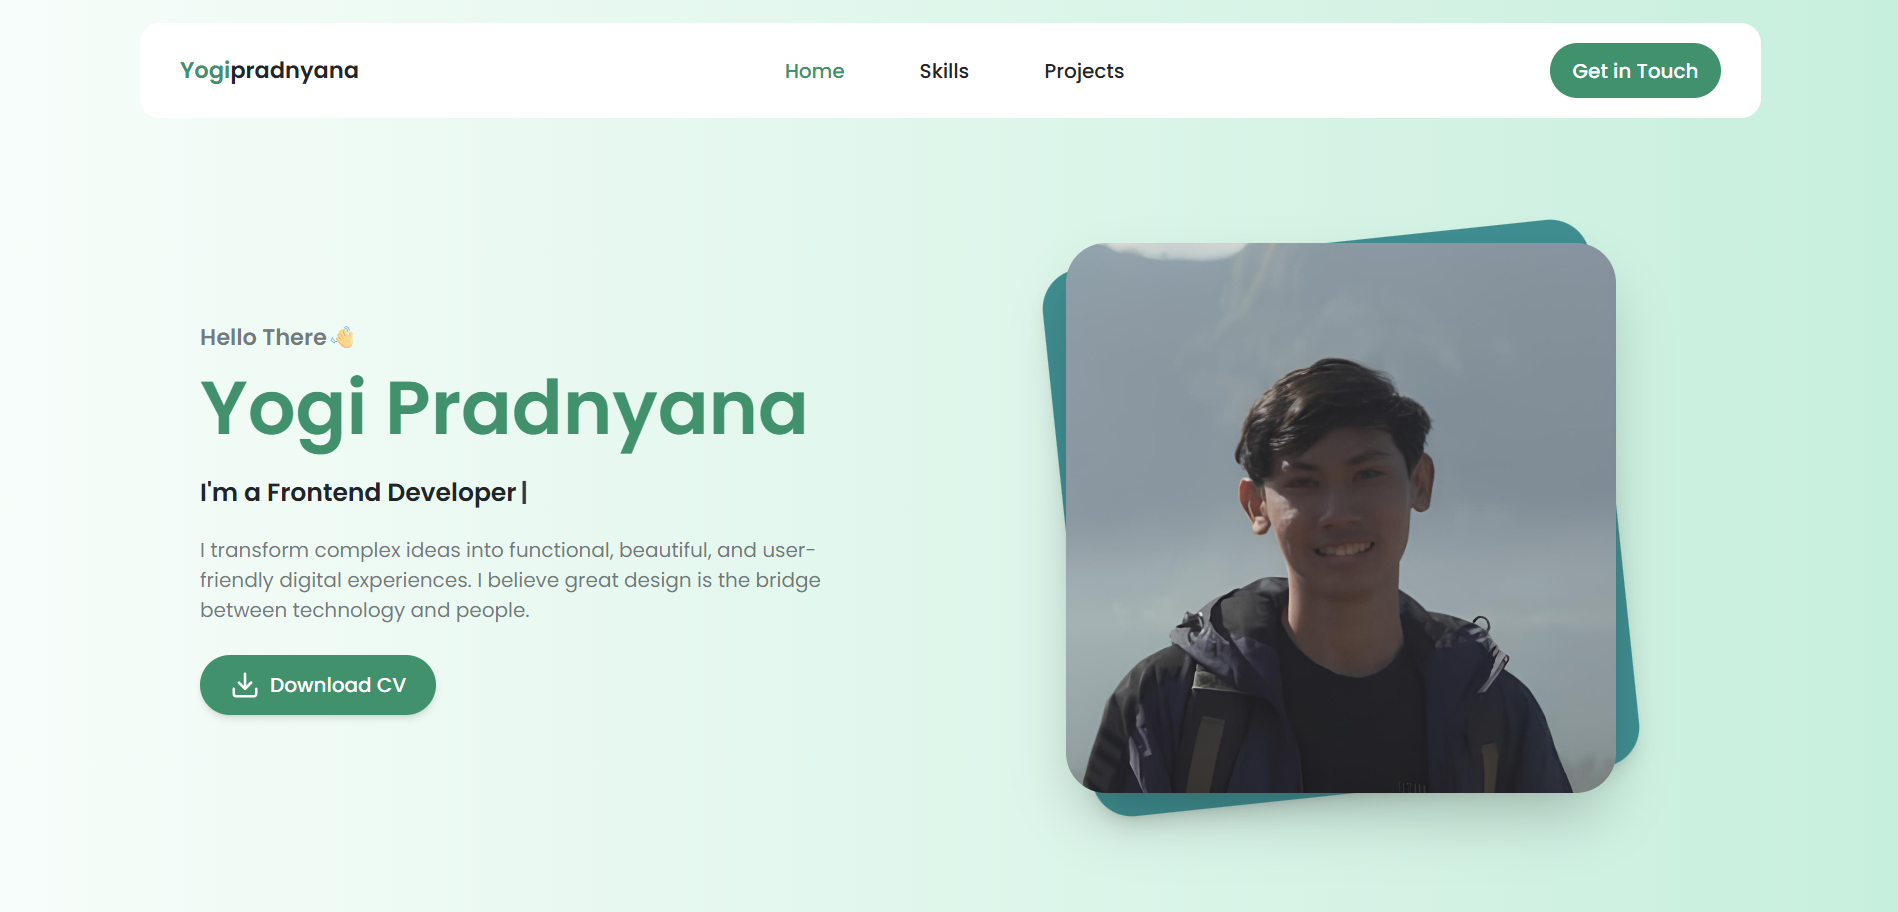 Yogipradnyana
Home
Skills
Projects
Get in Touch
Hello There👋
Yogi Pradnyana
I'm a Frontend Developer|
I transform complex ideas into functional, beautiful, and user-
friendly digital experiences. I believe great design is the bridge
between technology and people.
Download CV